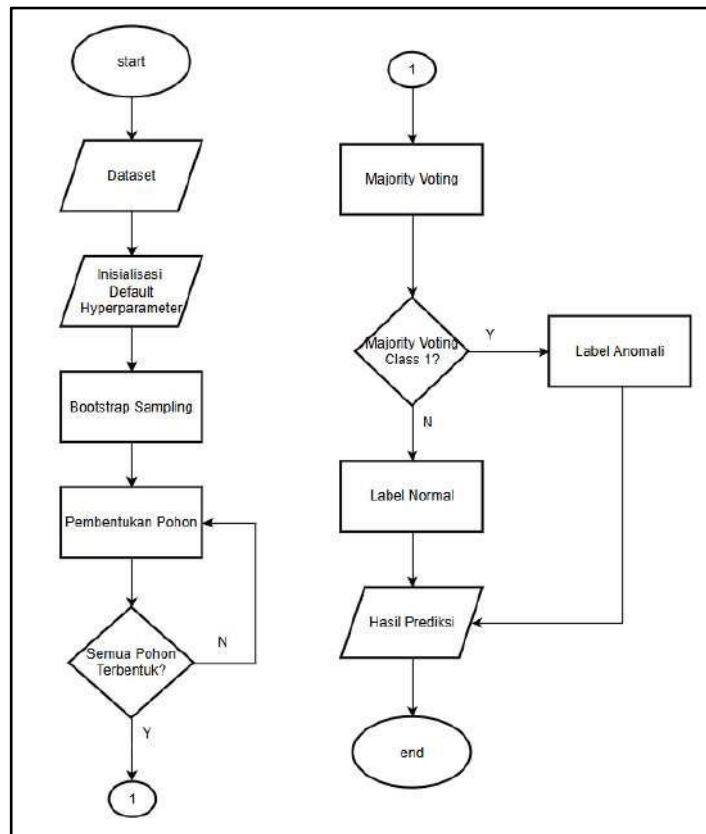 start
Dataset
Inisialisasi
Default
Hyperparameter
Bootstrap Sampling
Pembentukan Pohon
Semua Pohon
Terbentuk?
N
Y
1
1
Majority Voting
Majority Voting
Class 1?
Y
Label Anomali
N
Label Normal
Hasil Prediksi
end